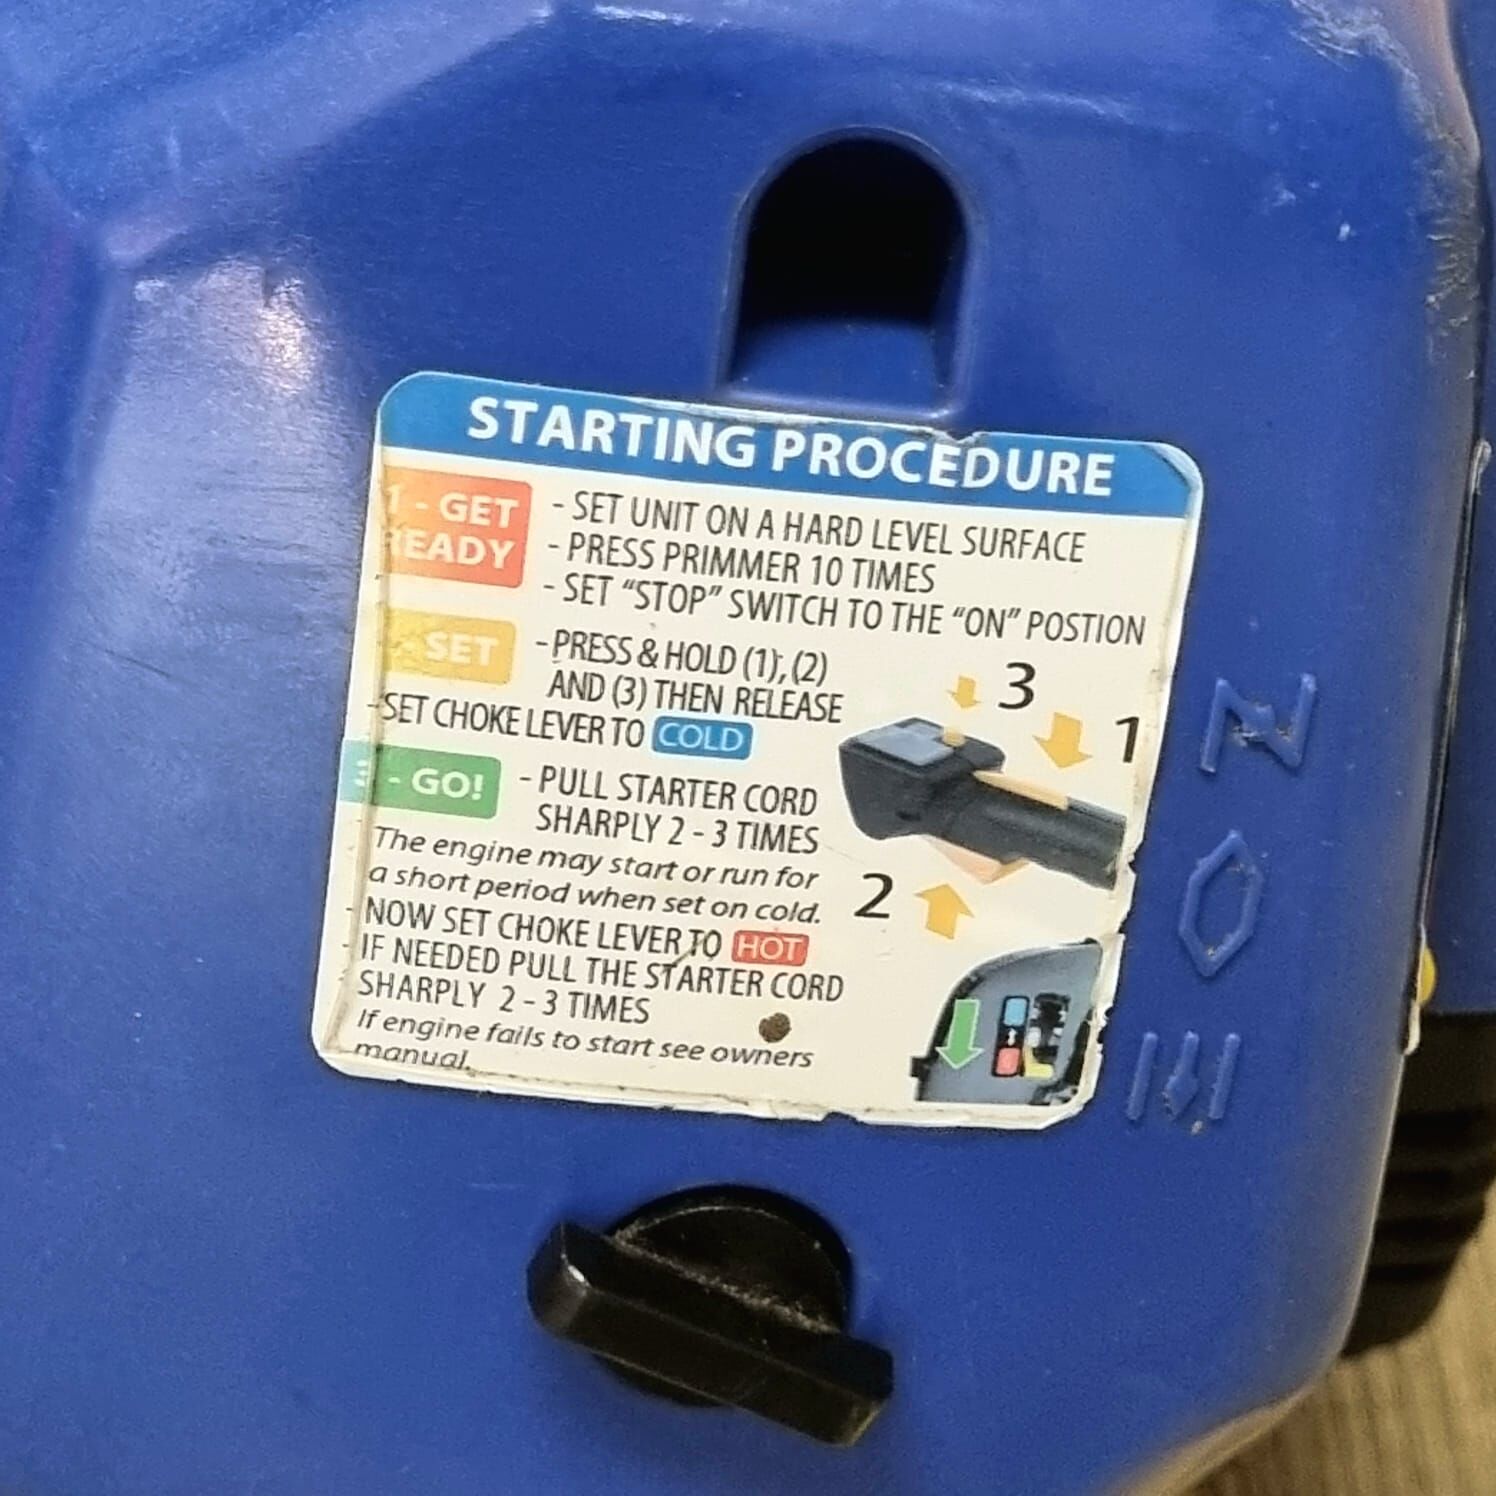 STARTING PROCEDURE
1 - GET
READY
- SET UNIT ON A HARD LEVEL SURFACE
- PRESS PRIMMER 10 TIMES
- SET “STOP” SWITCH TO THE “ON” POSTION
- SET
- PRESS & HOLD (1), (2)
AND (3) THEN RELEASE
-SET CHOKE LEVER TO COLD
3 - GO!
- PULL STARTER CORD
SHARPLY 2 - 3 TIMES
The engine may start or run for
a short period when set on cold.
- NOW SET CHOKE LEVER TO HOT
- IF NEEDED PULL THE STARTER CORD
SHARPLY 2 - 3 TIMES
If engine fails to start see owners
manual.
3
1
2